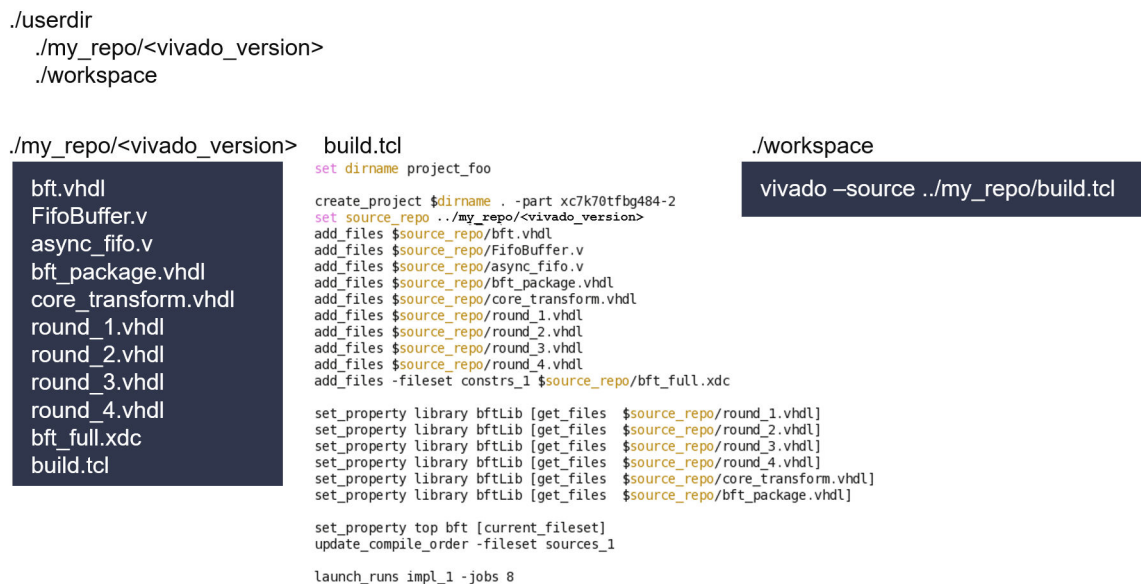 ./userdir
./my_repo/<vivado_version>
./workspace
./my_repo/<vivado_version>
bft.vhdl
FifoBuffer.v
async_fifo.v
bft_package.vhdl
core_transform.vhdl
round_1.vhdl
round_2.vhdl
round_3.vhdl
round_4.vhdl
bft_full.xdc
build.tcl
build.tcl
set dirname project_foo
create_project $dirname . -part xc7k70tfbg484-2
set source_repo ../my_repo/<vivado_version>
add_files $source_repo/bft.vhdl
add_files $source_repo/FifoBuffer.v
add_files $source_repo/async_fifo.v
add_files $source_repo/bft_package.vhdl
add_files $source_repo/core_transform.vhdl
add_files $source_repo/round_1.vhdl
add_files $source_repo/round_2.vhdl
add_files $source_repo/round_3.vhdl
add_files $source_repo/round_4.vhdl
add_files -fileset constrs_1 $source_repo/bft_full.xdc
set_property library bftLib [get_files  $source_repo/round_1.vhdl]
set_property library bftLib [get_files  $source_repo/round_2.vhdl]
set_property library bftLib [get_files  $source_repo/round_3.vhdl]
set_property library bftLib [get_files  $source_repo/round_4.vhdl]
set_property library bftLib [get_files  $source_repo/core_transform.vhdl]
set_property library bftLib [get_files  $source_repo/bft_package.vhdl]
set_property top bft [current_fileset]
update_compile_order -fileset sources_1
launch_runs impl_1 -jobs 8
./workspace
vivado –source ../my_repo/build.tcl